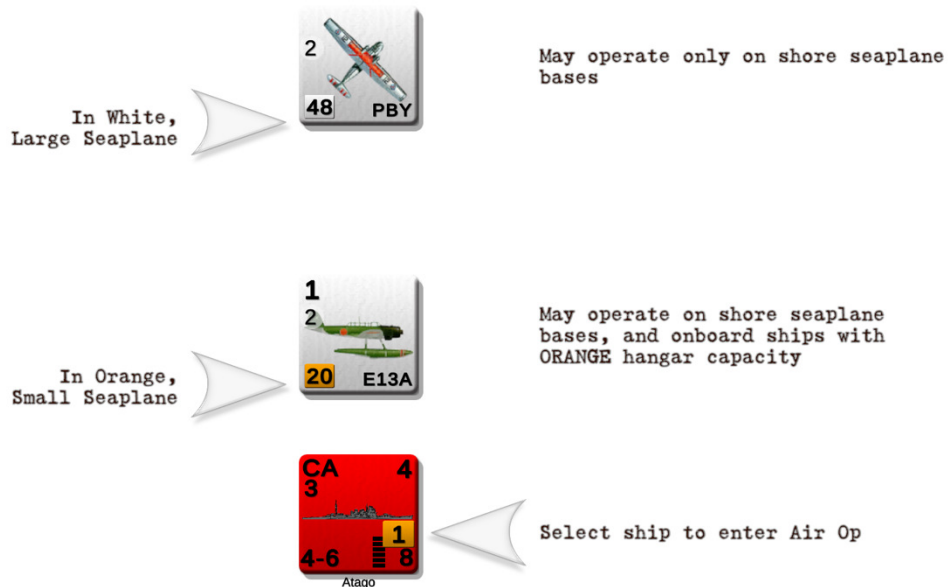 2
48
PBY
May operate only on shore seaplane
bases
In White,
Large Seaplane
1
2
20
E13A
May operate on shore seaplane
bases, and onboard ships with
ORANGE hangar capacity
In Orange,
Small Seaplane
CA
4
3
1
4-6
8
Atago
Select ship to enter Air Op